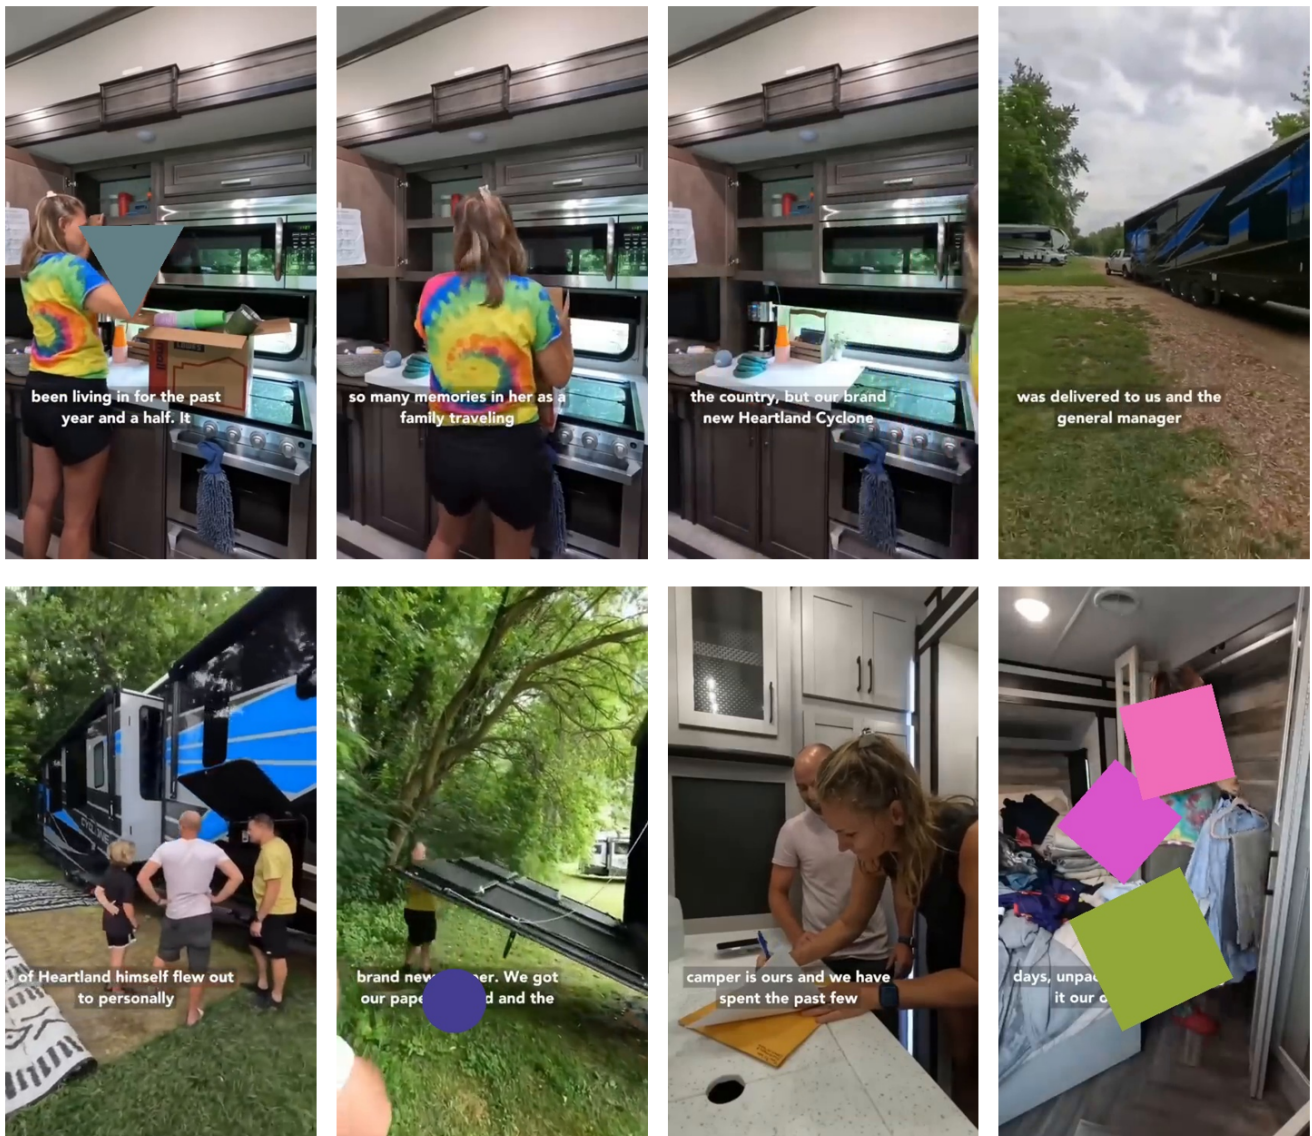 been living in for the past
year and a half. It
so many memories in her as a
family traveling
the country, but our brand
new Heartland Cyclone
was delivered to us and the
general manager
of Heartland himself flew out
to personally
brand new
We got
our
and the
camper is ours and we have
spent the past few
days,
it our